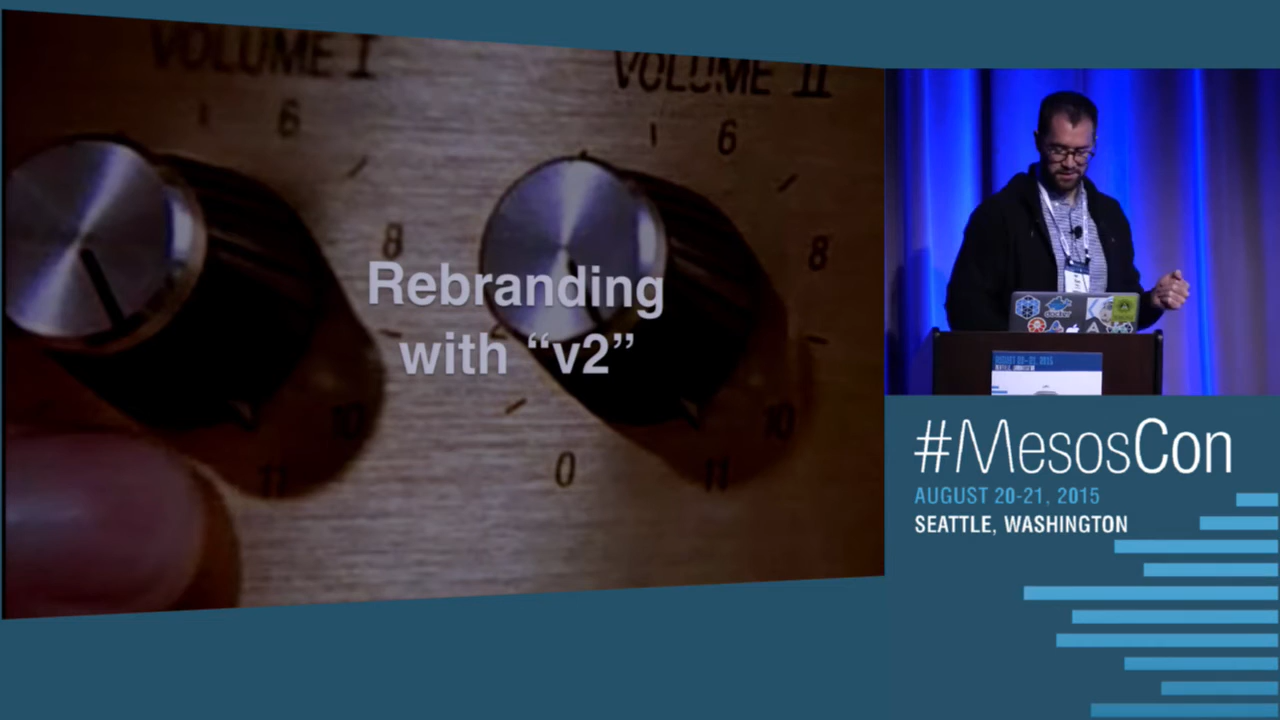 VOLUME I
VOLUME II
6
6
8
8
Rebranding
with “v2”
10
10
0
11
11
docker
#MesosCon
AUGUST 20-21, 2015
SEATTLE, WASHINGTON